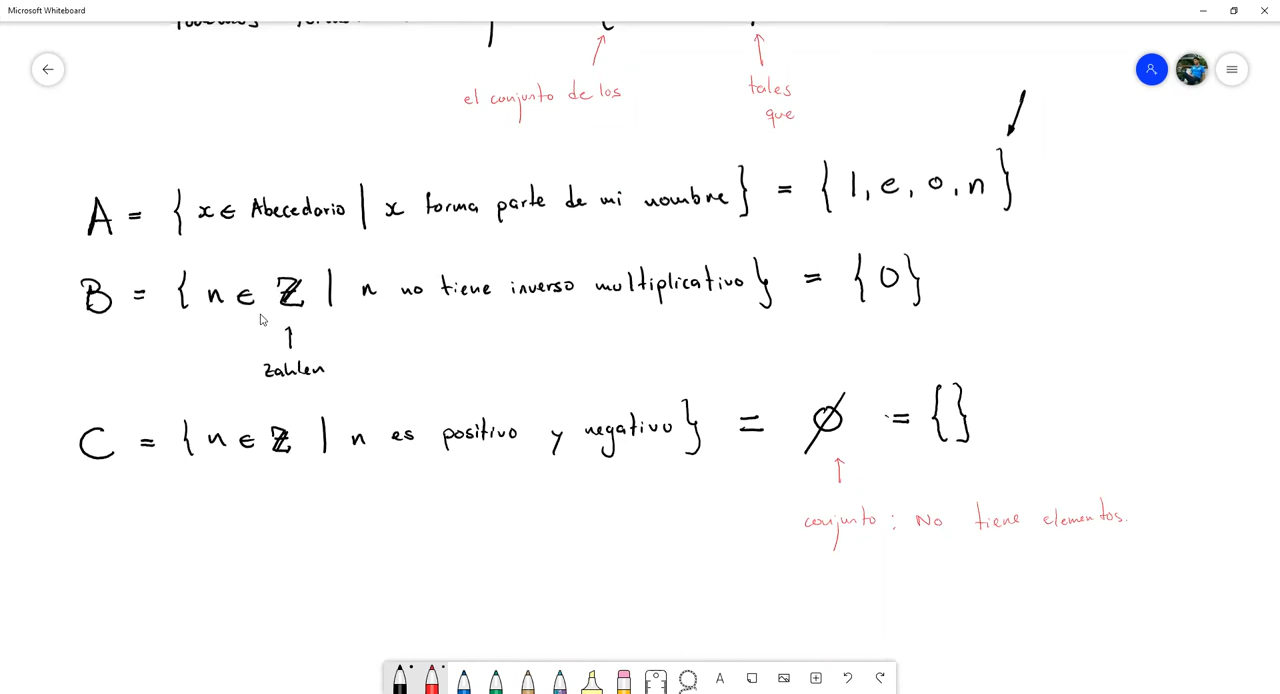 Microsoft Whiteboard
el conjunto de los
tales
que
A = { x ∈ Abecedario | x forma parte de mi nombre } = { l, e, o, n }
B = { n ∈ ℤ | n no tiene inverso multiplicativo } = { 0 }
Zahlen
C = { n ∈ ℤ | n es positivo y negativo } = ∅ := { }
conjunto : No tiene elementos.